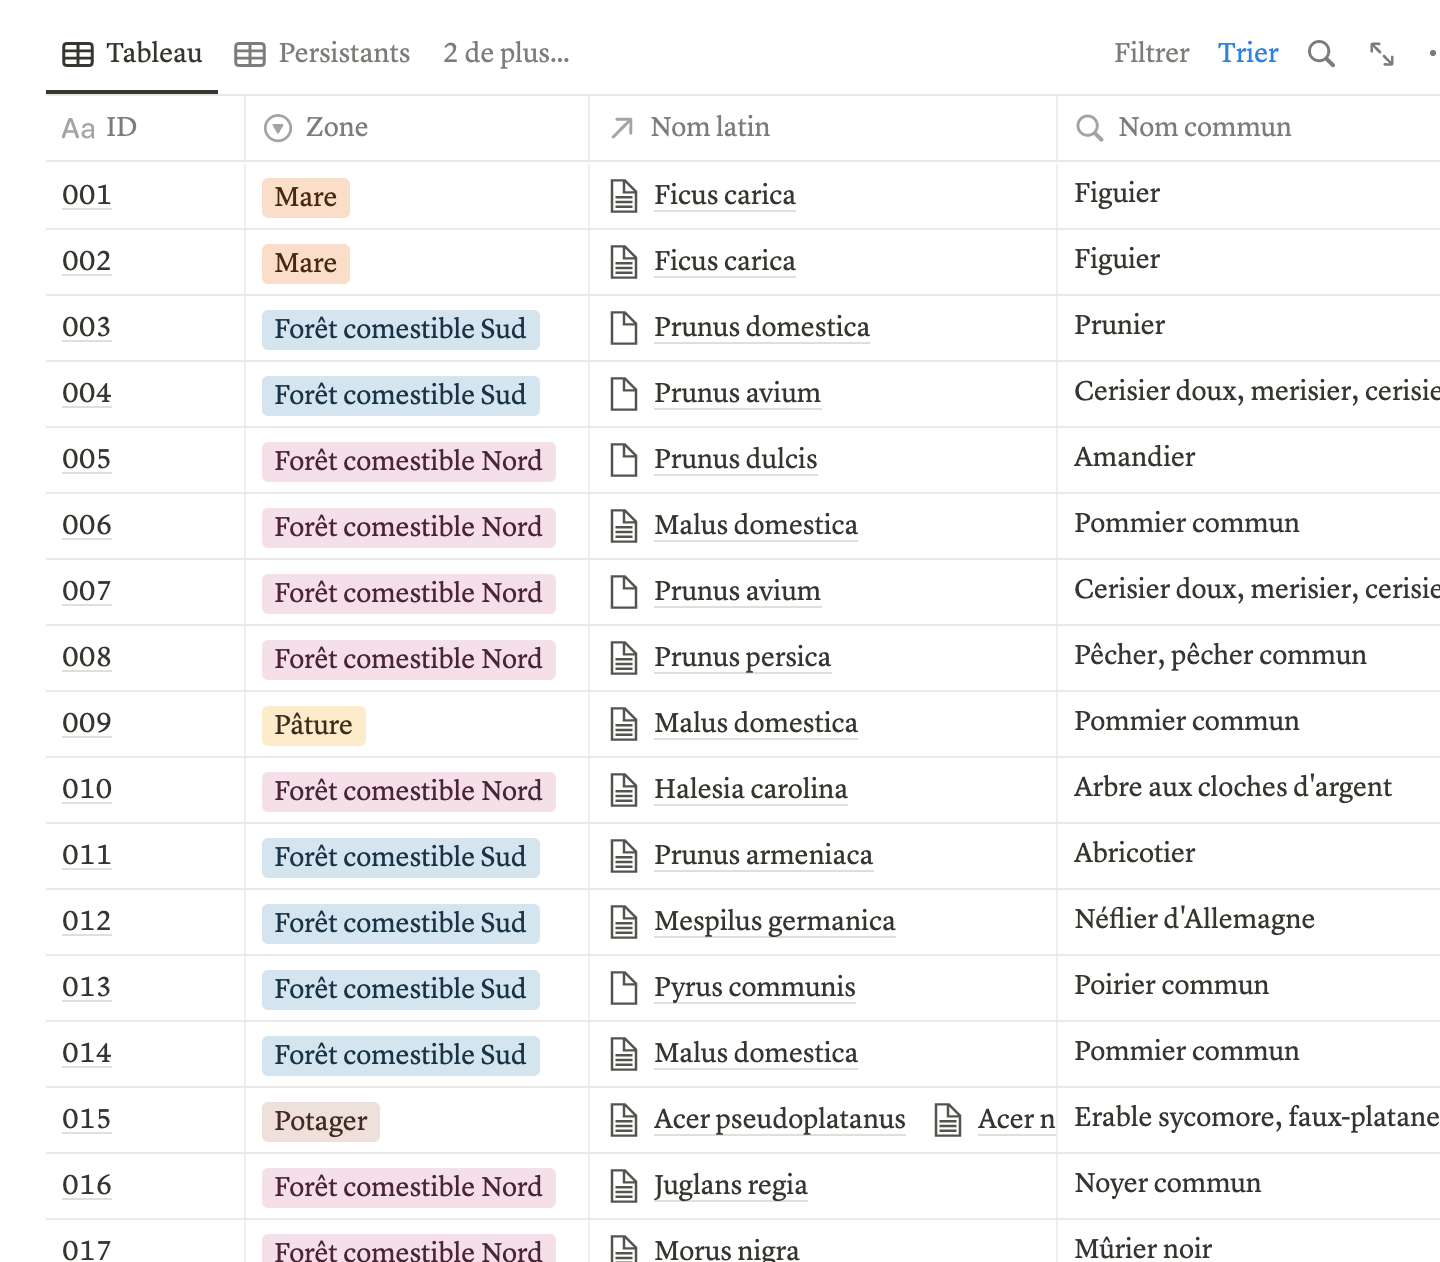 Tableau Persistants 2 de plus... Filtrer Trier
Aa ID Zone Nom latin Nom commun
001 Mare Ficus carica Figuier
002 Mare Ficus carica Figuier
003 Forêt comestible Sud Prunus domestica Prunier
004 Forêt comestible Sud Prunus avium Cerisier doux, merisier, cerisie
005 Forêt comestible Nord Prunus dulcis Amandier
006 Forêt comestible Nord Malus domestica Pommier commun
007 Forêt comestible Nord Prunus avium Cerisier doux, merisier, cerisie
008 Forêt comestible Nord Prunus persica Pêcher, pêcher commun
009 Pâture Malus domestica Pommier commun
010 Forêt comestible Nord Halesia carolina Arbre aux cloches d'argent
011 Forêt comestible Sud Prunus armeniaca Abricotier
012 Forêt comestible Sud Mespilus germanica Néflier d'Allemagne
013 Forêt comestible Sud Pyrus communis Poirier commun
014 Forêt comestible Sud Malus domestica Pommier commun
015 Potager Acer pseudoplatanus Acer n Erable sycomore, faux-platane
016 Forêt comestible Nord Juglans regia Noyer commun
017 Forêt comestible Nord Morus nigra Mûrier noir